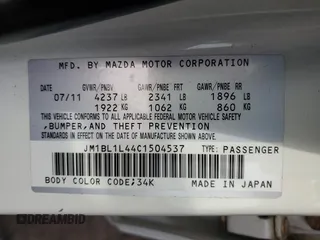 MFD. BY MAZDA MOTOR CORPORATION
DATE GVWR/PNBV GAWR/PNBE FRT GAWR/PNBE RR
07/11 4237 LB 2341 LB 1896 LB
1922 KG 1062 KG 860 KG
THIS VEHICLE CONFORMS TO ALL APPLICABLE
FEDERAL MOTOR VEHICLE SAFETY
,BUMPER,AND THEFT PREVENTION
STANDARDS IN EFFECT ON THE DATE OF MANUFACTURE SHOWN ABOVE.
JM1BL1L44C1504537 TYPE:PASSENGER
BODY COLOR CODE;34K MADE IN JAPAN